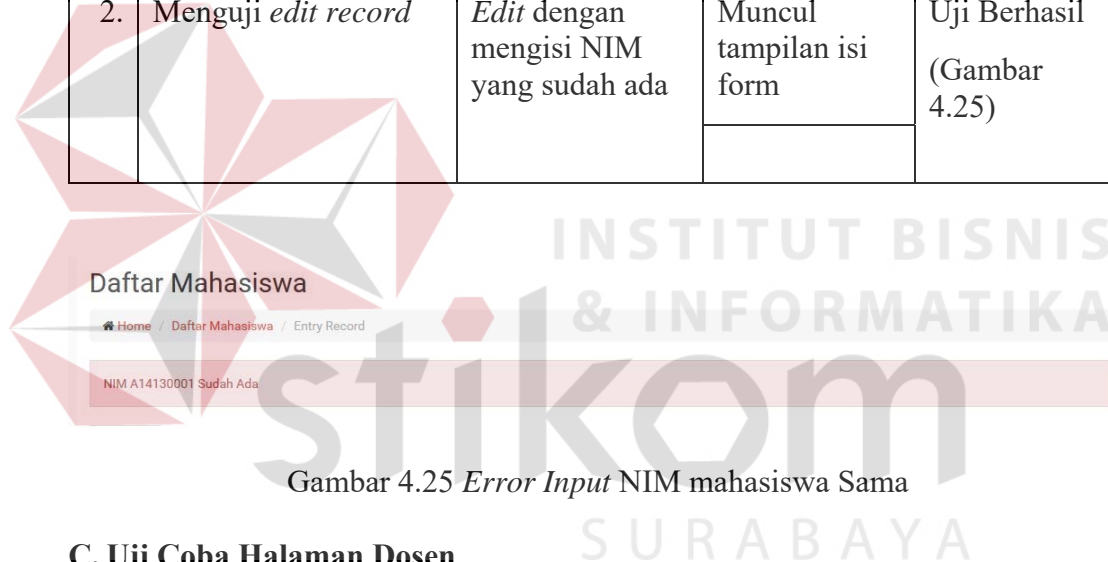 2. Menguji edit record Edit dengan mengisi NIM yang sudah ada Muncul tampilan isi form Uji Berhasil (Gambar 4.25)
INSTITUT BISNIS
& INFORMATIKA
stikom
SURABAYA
Daftar Mahasiswa
Home / Daftar Mahasiswa / Entry Record
NIM A14130001 Sudah Ada
Gambar 4.25 Error Input NIM mahasiswa Sama
C. Uji Coba Halaman Dosen